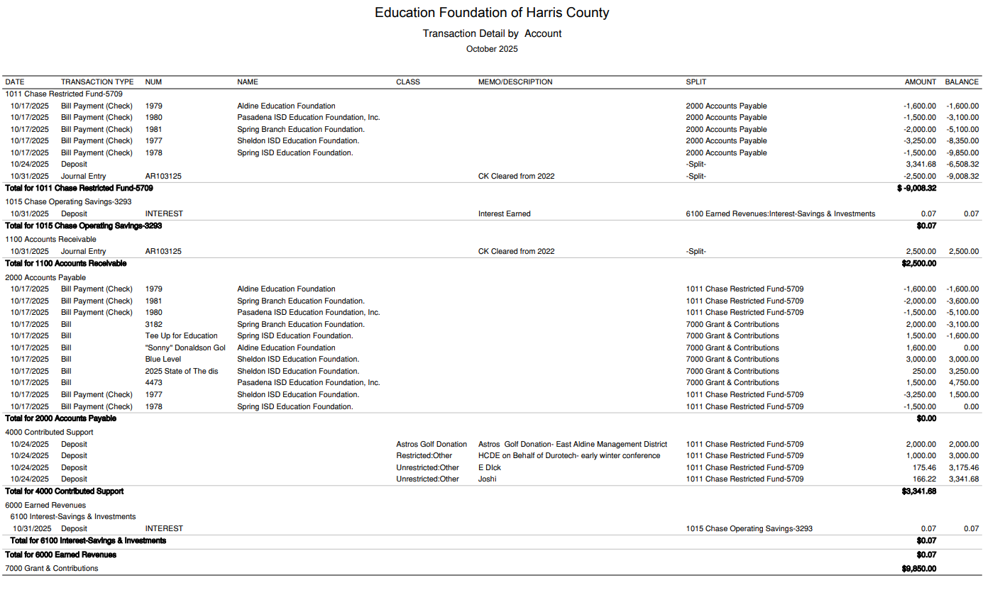 Education Foundation of Harris County
Transaction Detail by Account
October 2025
DATE TRANSACTION TYPE NUM NAME CLASS MEMO/DESCRIPTION SPLIT AMOUNT BALANCE
1011 Chase Restricted Fund-5709
10/17/2025 Bill Payment (Check) 1979 Aldine Education Foundation 2000 Accounts Payable -1,600.00 -1,600.00
10/17/2025 Bill Payment (Check) 1980 Pasadena ISD Education Foundation, Inc. 2000 Accounts Payable -1,500.00 -3,100.00
10/17/2025 Bill Payment (Check) 1981 Spring Branch Education Foundation. 2000 Accounts Payable -2,000.00 -5,100.00
10/17/2025 Bill Payment (Check) 1977 Sheldon ISD Education Foundation. 2000 Accounts Payable -3,250.00 -8,350.00
10/17/2025 Bill Payment (Check) 1978 Spring ISD Education Foundation. 2000 Accounts Payable -1,500.00 -9,850.00
10/24/2025 Deposit -Split- 3,341.68 -6,508.32
10/31/2025 Journal Entry AR103125 CK Cleared from 2022 -Split- -2,500.00 -9,008.32
Total for 1011 Chase Restricted Fund-5709 $ -9,008.32
1015 Chase Operating Savings-3293
10/31/2025 Deposit INTEREST Interest Earned 6100 Earned Revenues:Interest-Savings & Investments 0.07 0.07
Total for 1015 Chase Operating Savings-3293 $0.07
1100 Accounts Receivable
10/31/2025 Journal Entry AR103125 CK Cleared from 2022 -Split- 2,500.00 2,500.00
Total for 1100 Accounts Receivable $2,500.00
2000 Accounts Payable
10/17/2025 Bill Payment (Check) 1979 Aldine Education Foundation 1011 Chase Restricted Fund-5709 -1,600.00 -1,600.00
10/17/2025 Bill Payment (Check) 1981 Spring Branch Education Foundation. 1011 Chase Restricted Fund-5709 -2,000.00 -3,600.00
10/17/2025 Bill Payment (Check) 1980 Pasadena ISD Education Foundation, Inc. 1011 Chase Restricted Fund-5709 -1,500.00 -5,100.00
10/17/2025 Bill 3182 Spring Branch Education Foundation. 7000 Grant & Contributions 2,000.00 -3,100.00
10/17/2025 Bill Tee Up for Education Spring ISD Education Foundation. 7000 Grant & Contributions 1,500.00 -1,600.00
10/17/2025 Bill "Sonny" Donaldson Gol Aldine Education Foundation 7000 Grant & Contributions 1,600.00 0.00
10/17/2025 Bill Blue Level Sheldon ISD Education Foundation. 7000 Grant & Contributions 3,000.00 3,000.00
10/17/2025 Bill 2025 State of The dis Sheldon ISD Education Foundation. 7000 Grant & Contributions 250.00 3,250.00
10/17/2025 Bill 4473 Pasadena ISD Education Foundation, Inc. 7000 Grant & Contributions 1,500.00 4,750.00
10/17/2025 Bill Payment (Check) 1977 Sheldon ISD Education Foundation. 1011 Chase Restricted Fund-5709 -3,250.00 1,500.00
10/17/2025 Bill Payment (Check) 1978 Spring ISD Education Foundation. 1011 Chase Restricted Fund-5709 -1,500.00 0.00
Total for 2000 Accounts Payable $0.00
4000 Contributed Support
10/24/2025 Deposit Astros Golf Donation Astros Golf Donation- East Aldine Management District 1011 Chase Restricted Fund-5709 2,000.00 2,000.00
10/24/2025 Deposit Restricted:Other HCDE on Behalf of Durotech- early winter conference 1011 Chase Restricted Fund-5709 1,000.00 3,000.00
10/24/2025 Deposit Unrestricted:Other E DIck 1011 Chase Restricted Fund-5709 175.46 3,175.46
10/24/2025 Deposit Unrestricted:Other Joshi 1011 Chase Restricted Fund-5709 166.22 3,341.68
Total for 4000 Contributed Support $3,341.68
6000 Earned Revenues
6100 Interest-Savings & Investments
10/31/2025 Deposit INTEREST 1015 Chase Operating Savings-3293 0.07 0.07
Total for 6100 Interest-Savings & Investments $0.07
Total for 6000 Earned Revenues $0.07
7000 Grant & Contributions $9,850.00